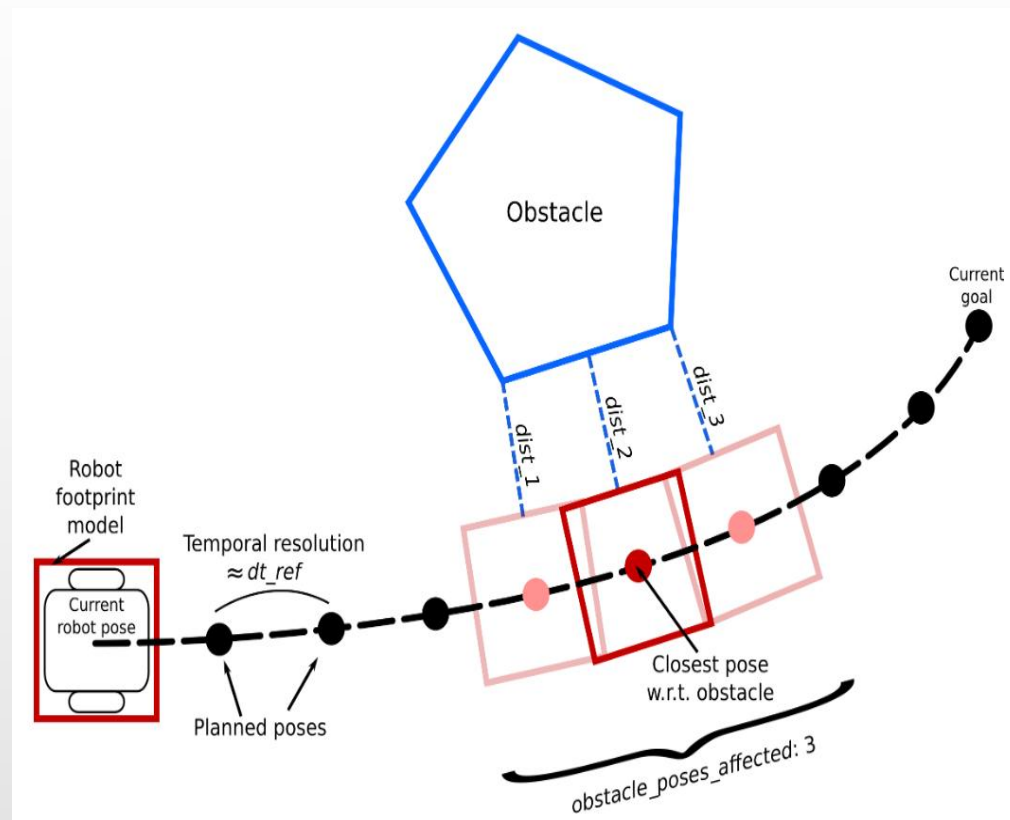 Obstacle
Current
goal
dist_1
dist_2
dist_3
Robot
footprint
model
Temporal resolution
≈ dt_ref
Current
robot pose
Closest pose
w.r.t. obstacle
Planned poses
obstacle_poses_affected: 3